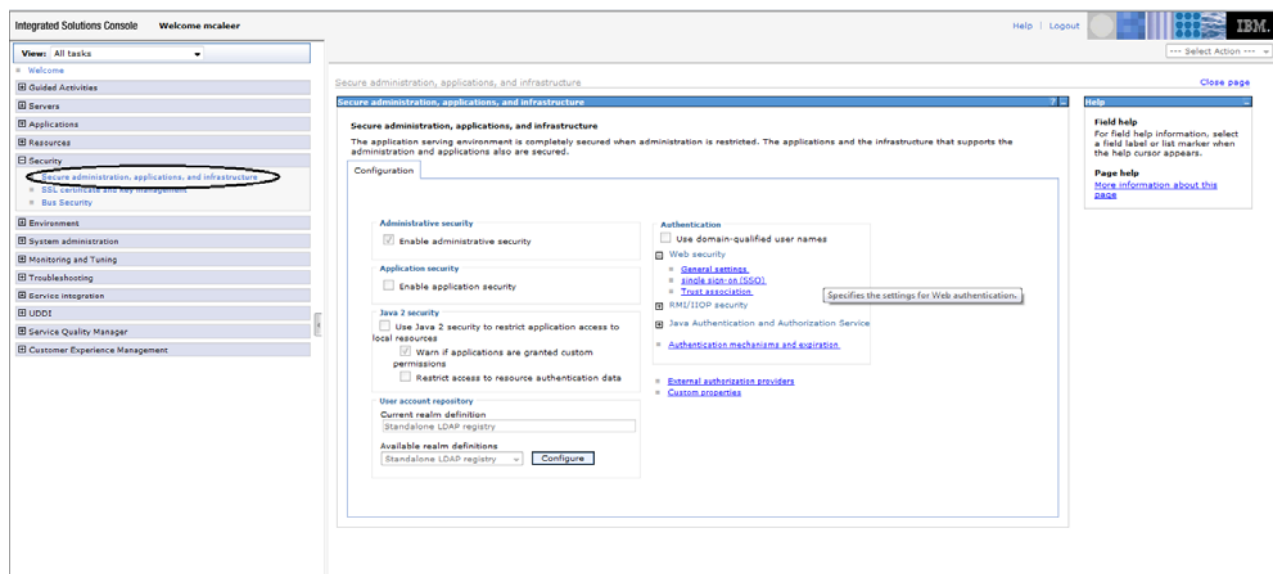 Integrated Solutions Console Welcome mcaleer
Help | Logout
IBM.
View: All tasks
--- Select Action ---
Welcome
Guided Activities
Servers
Applications
Resources
Security
Secure administration, applications, and infrastructure
SSL certificate and key management
Bus Security
Environment
System administration
Monitoring and Tuning
Troubleshooting
Service integration
UDDI
Service Quality Manager
Customer Experience Management
Secure administration, applications, and infrastructure
Close page
Secure administration, applications, and infrastructure
? –
Secure administration, applications, and infrastructure
The application serving environment is completely secured when administration is restricted. The applications and the infrastructure that supports the
administration and applications also are secured.
Configuration
Administrative security
Enable administrative security
Application security
Enable application security
Java 2 security
Use Java 2 security to restrict application access to
local resources
Warn if applications are granted custom
permissions
Restrict access to resource authentication data
User account repository
Current realm definition
Standalone LDAP registry
Available realm definitions
Standalone LDAP registry
Configure
Authentication
Use domain-qualified user names
Web security
General settings
single sign-on (SSO)
Trust association
Specifies the settings for Web authentication.
RMI/IIOP security
Java Authentication and Authorization Service
Authentication mechanisms and expiration
External authorization providers
Custom properties
Help
Field help
For field help information, select
a field label or list marker when
the help cursor appears.
Page help
More information about this
page